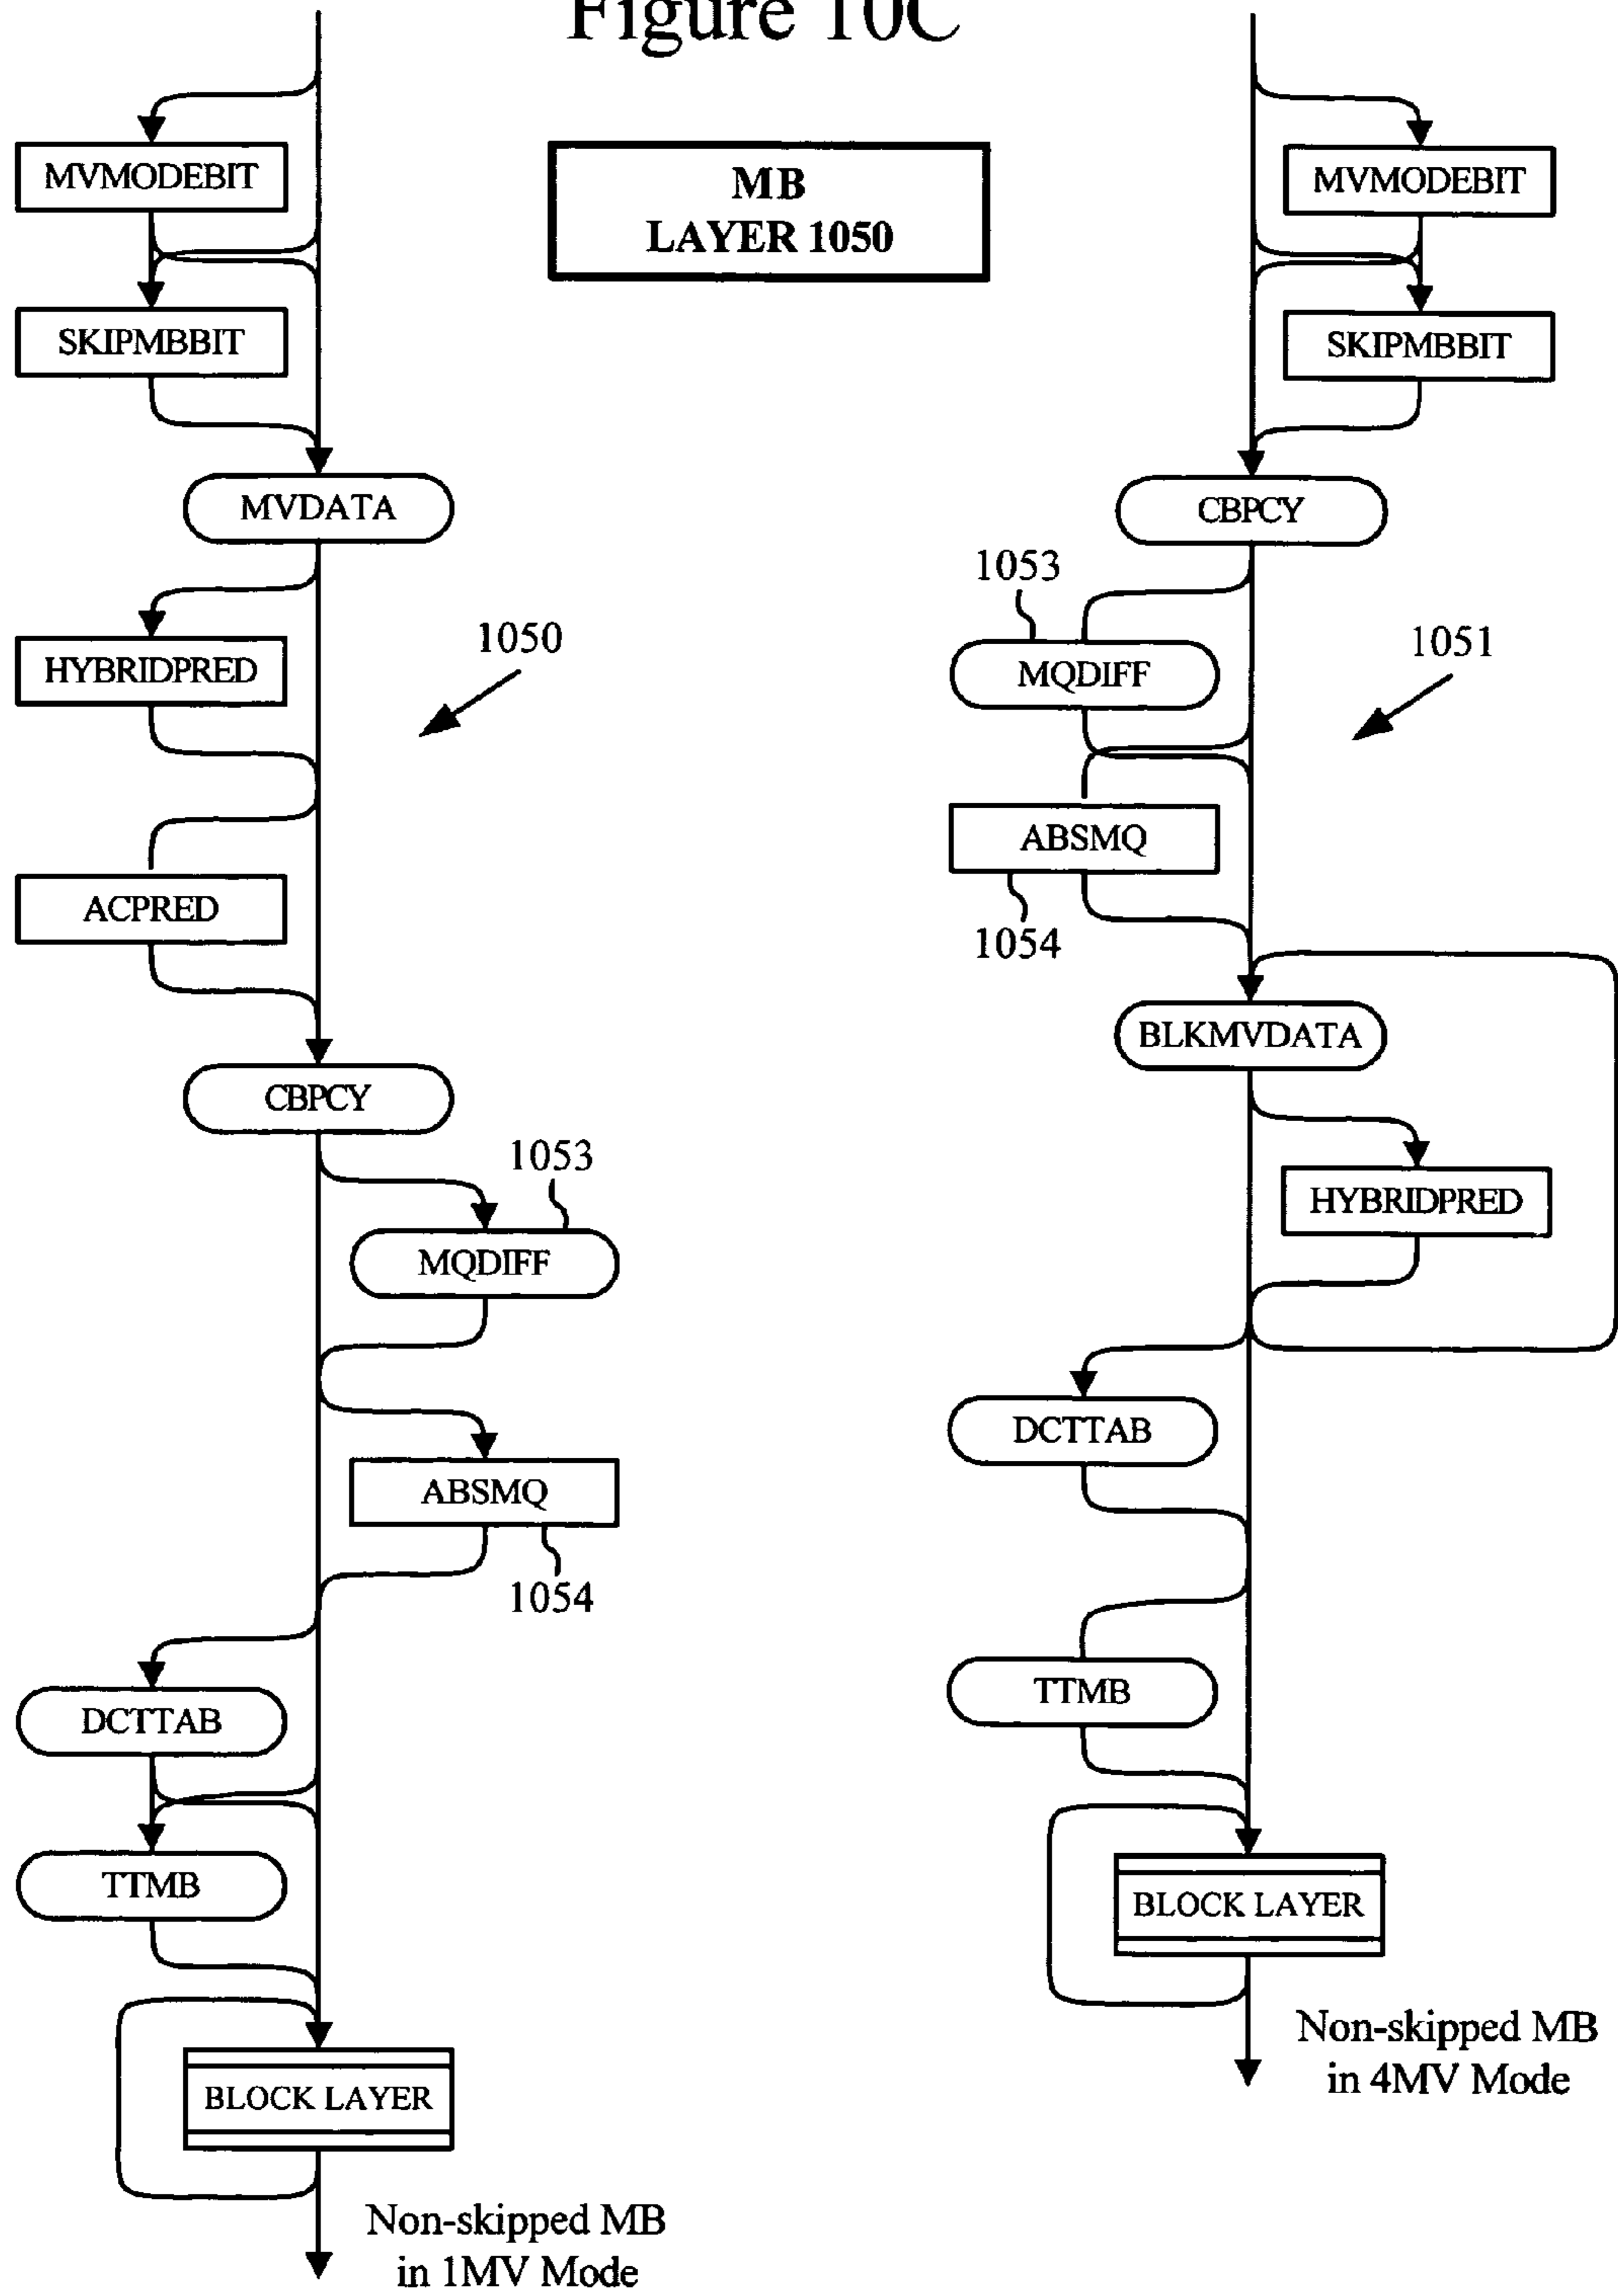 Figure 10C
MB
LAYER 1050
MVMODEBIT
SKIPMBBIT
MVDATA
HYBRIDPRED
1050
ACPRED
CBPCY
1053
MQDIFF
ABSMQ
1054
DCTTAB
TTMB
BLOCK LAYER
Non-skipped MB
in 1MV Mode
MVMODEBIT
SKIPMBBIT
CBPCY
1053
MQDIFF
1051
ABSMQ
1054
BLKMVDATA
HYBRIDPRED
DCTTAB
TTMB
BLOCK LAYER
Non-skipped MB
in 4MV Mode